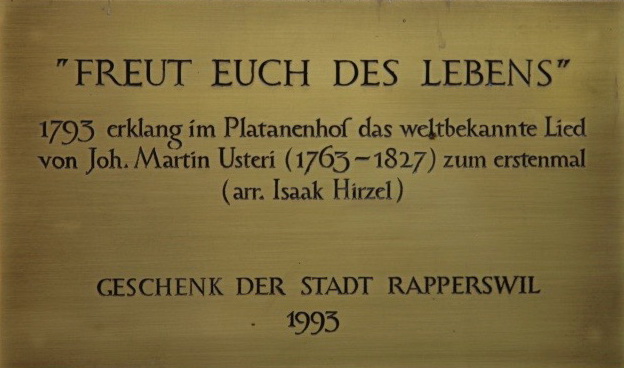 "FREUT EUCH DES LEBENS"
1793 erklang im Platanenhof das weltbekannte Lied
von Joh. Martin Usteri (1763-1827) zum erstenmal
(arr. Isaak Hirzel)
GESCHENK DER STADT RAPPERSWIL
1993